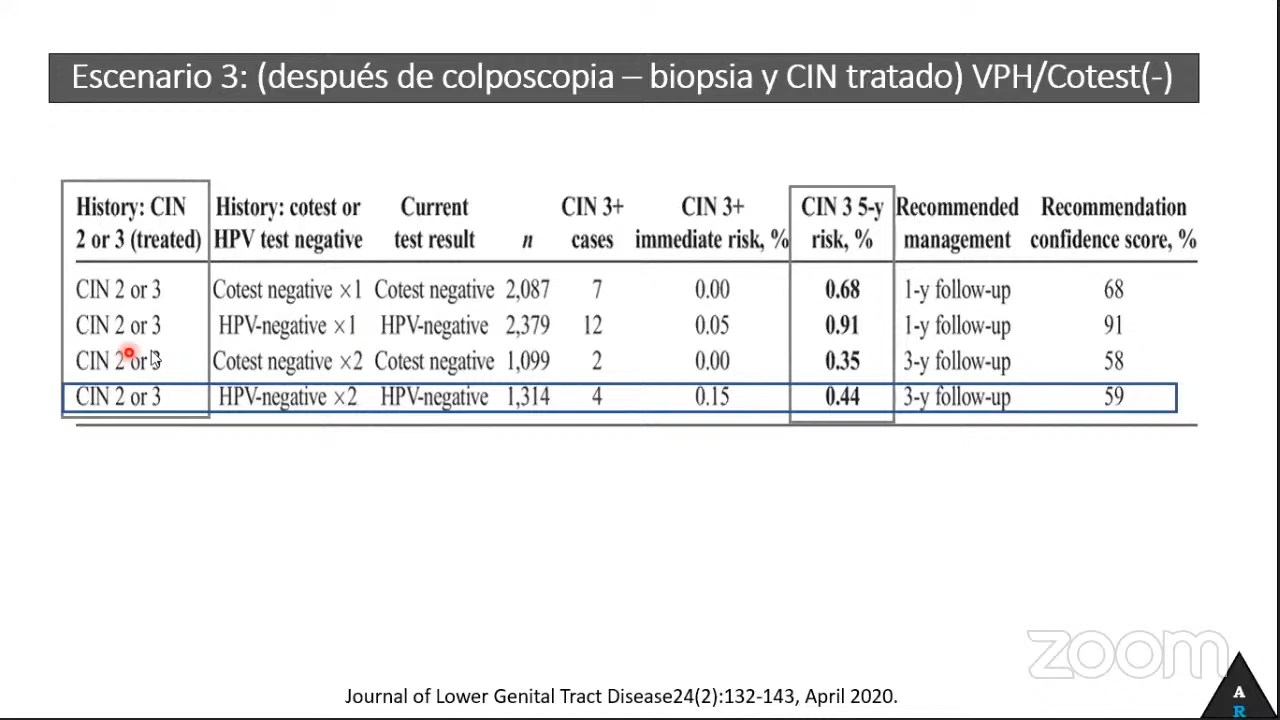 Escenario 3: (después de colposcopia – biopsia y CIN tratado) VPH/Cotest(-)
History: CIN History: cotest or Current CIN 3+ CIN 3+ CIN 3 5-y Recommended Recommendation
2 or 3 (treated) HPV test negative test result n cases immediate risk, % risk, % management confidence score, %
CIN 2 or 3 Cotest negative ×1 Cotest negative 2,087 7 0.00 0.68 1-y follow-up 68
CIN 2 or 3 HPV-negative ×1 HPV-negative 2,379 12 0.05 0.91 1-y follow-up 91
CIN 2 or 3 Cotest negative ×2 Cotest negative 1,099 2 0.00 0.35 3-y follow-up 58
CIN 2 or 3 HPV-negative ×2 HPV-negative 1,314 4 0.15 0.44 3-y follow-up 59
zoom
Journal of Lower Genital Tract Disease24(2):132-143, April 2020.
A
R